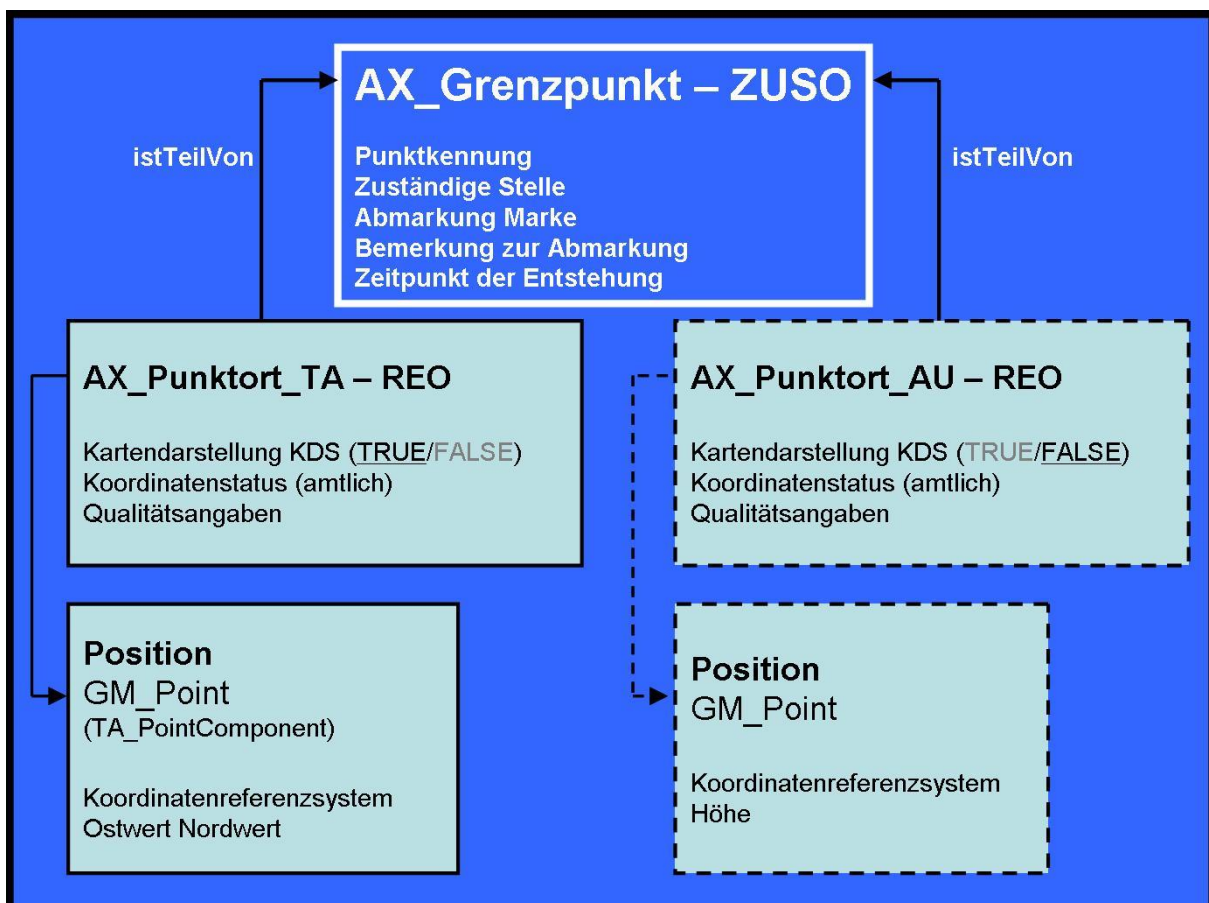 AX_Grenzpunkt – ZUSO
Punktkennung
Zuständige Stelle
Abmarkung Marke
Bemerkung zur Abmarkung
Zeitpunkt der Entstehung
istTeilVon
istTeilVon
AX_Punktort_TA – REO
Kartendarstellung KDS (TRUE/FALSE)
Koordinatenstatus (amtlich)
Qualitätsangaben
AX_Punktort_AU – REO
Kartendarstellung KDS (TRUE/FALSE)
Koordinatenstatus (amtlich)
Qualitätsangaben
Position
GM_Point
(TA_PointComponent)
Koordinatenreferenzsystem
Ostwert Nordwert
Position
GM_Point
Koordinatenreferenzsystem
Höhe